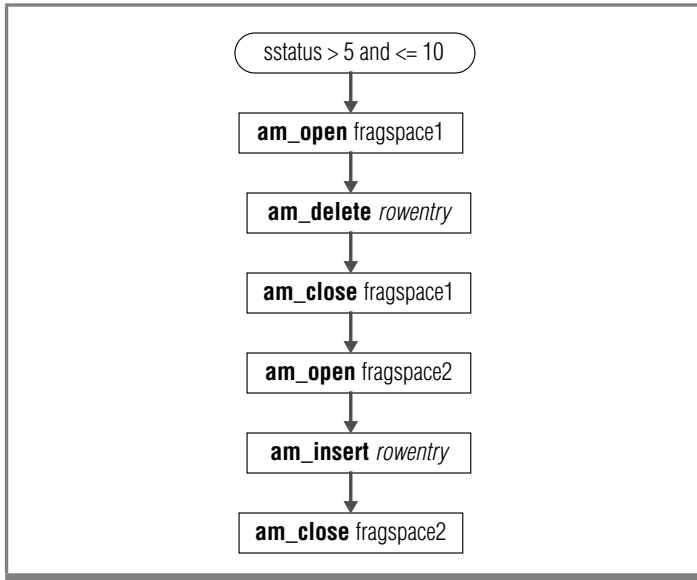 sstatus > 5 and <= 10
am_open fragspace1
am_delete rowentry
am_close fragspace1
am_open fragspace2
am_insert rowentry
am_close fragspace2